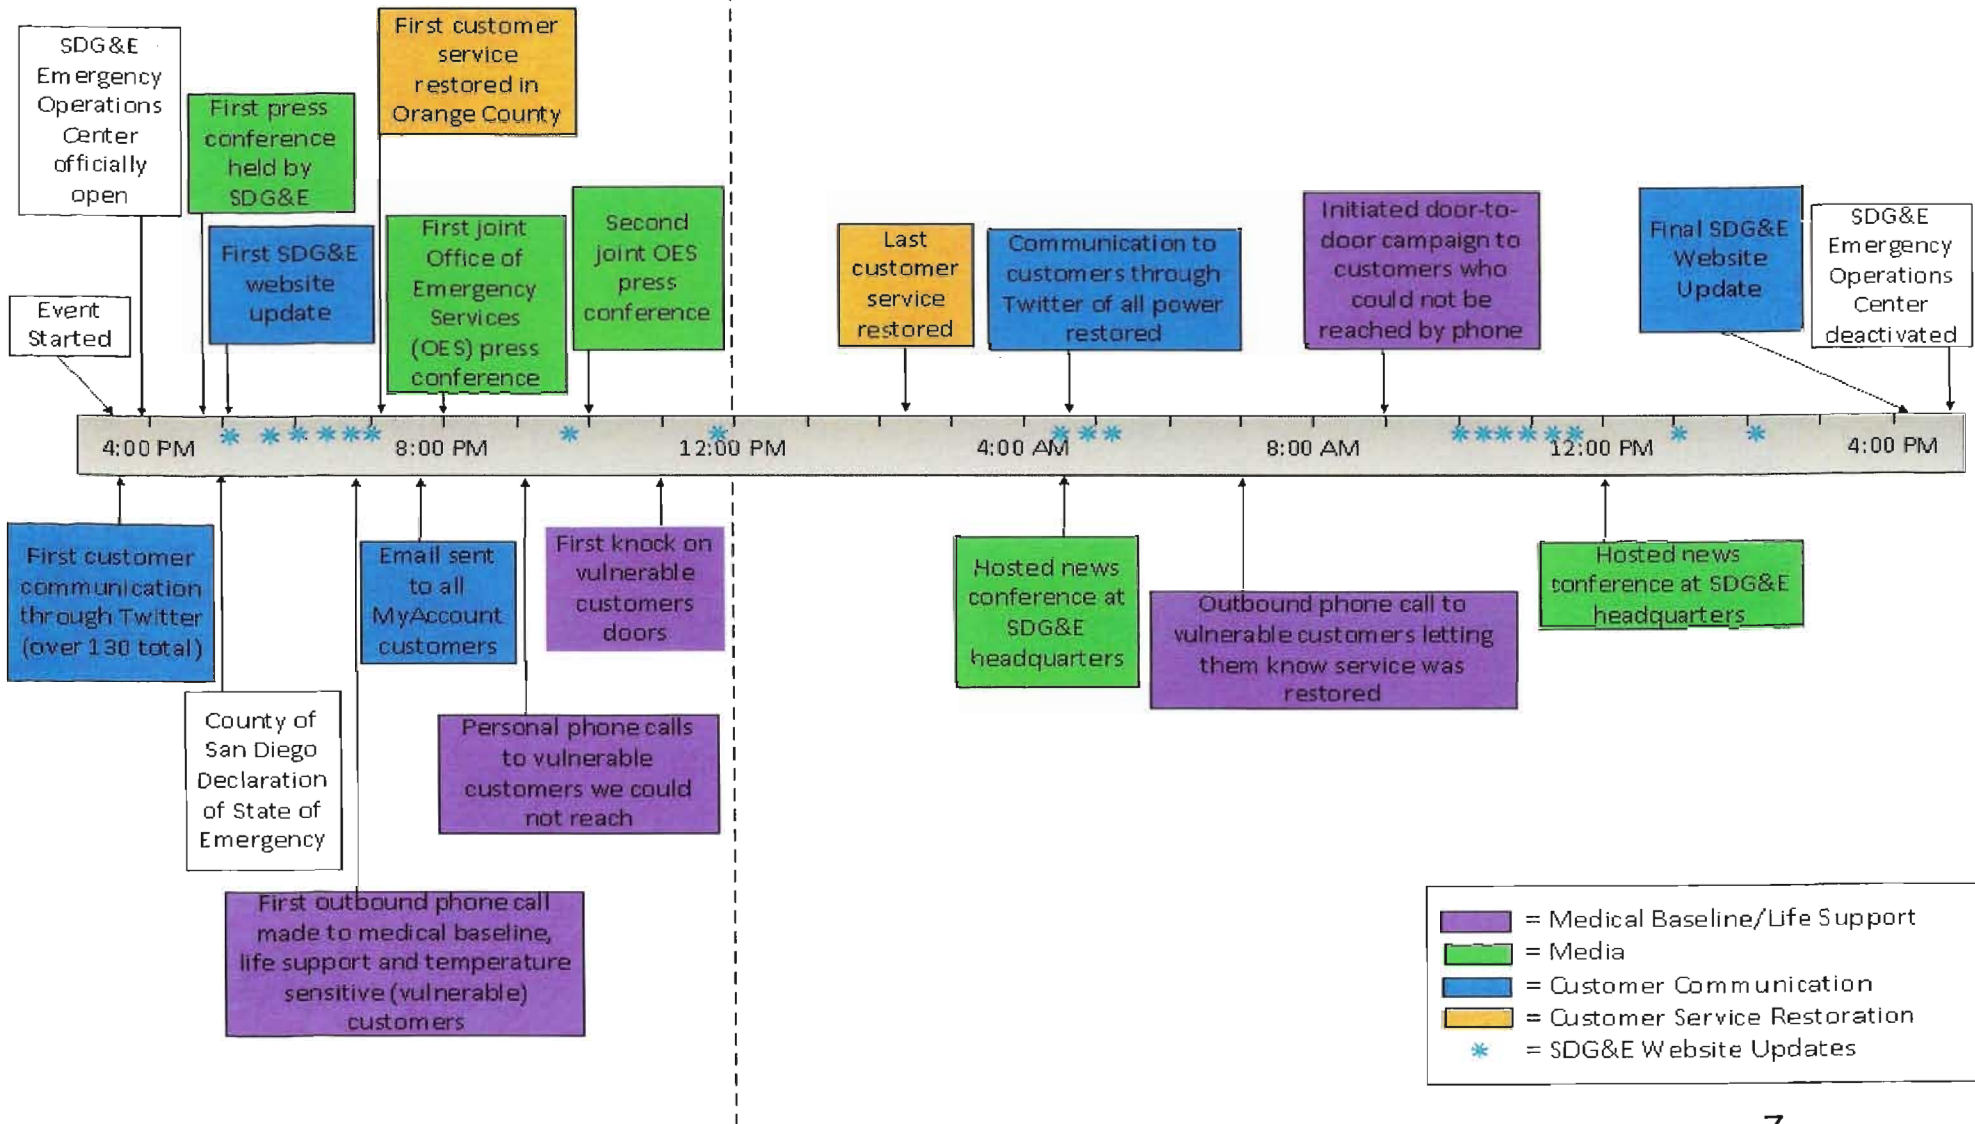 SDG&E
Emergency
Operations
Center
officially
open
First press
conference
held by
SDG&E
First customer
service
restored in
Orange County
Event
Started
First SDG&E
website
update
First joint
Office of
Emergency
Services
(OES) press
conference
Second
joint OES
press
conference
Last
customer
service
restored
Communication to
customers through
Twitter of all power
restored
Initiated door-to-
door campaign to
customers who
could not be
reached by phone
Final SDG&E
Website
Update
SDG&E
Emergency
Operations
Center
deactivated
4:00 PM
8:00 PM
12:00 PM
4:00 AM
8:00 AM
12:00 PM
4:00 PM
First customer
communication
through Twitter
(over 130 total)
County of
San Diego
Declaration
of State of
Emergency
First outbound phone call
made to medical baseline,
life support and temperature
sensitive (vulnerable)
customers
Email sent
to all
MyAccount
customers
Personal phone calls
to vulnerable
customers we could
not reach
First knock on
vulnerable
customers
doors
Hosted news
conference at
SDG&E
headquarters
Outbound phone call to
vulnerable customers letting
them know service was
restored
Hosted news
conference at SDG&E
headquarters
= Medical Baseline/Life Support
= Media
= Customer Communication
= Customer Service Restoration
= SDG&E Website Updates